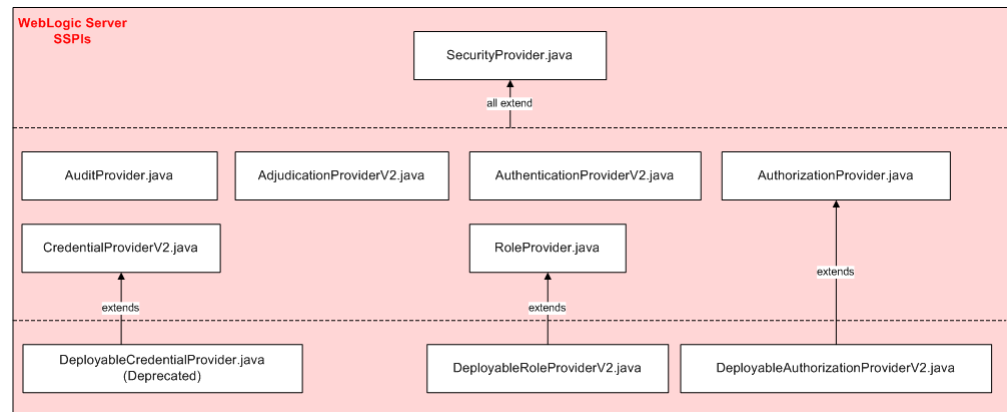 WebLogic Server
SSPIs
SecurityProvider.java
all extend
AuditProvider.java
AdjudicationProviderV2.java
AuthenticationProviderV2.java
AuthorizationProvider.java
CredentialProviderV2.java
RoleProvider.java
extends
extends
extends
DeployableCredentialProvider.java
(Deprecated)
DeployableRoleProviderV2.java
DeployableAuthorizationProviderV2.java